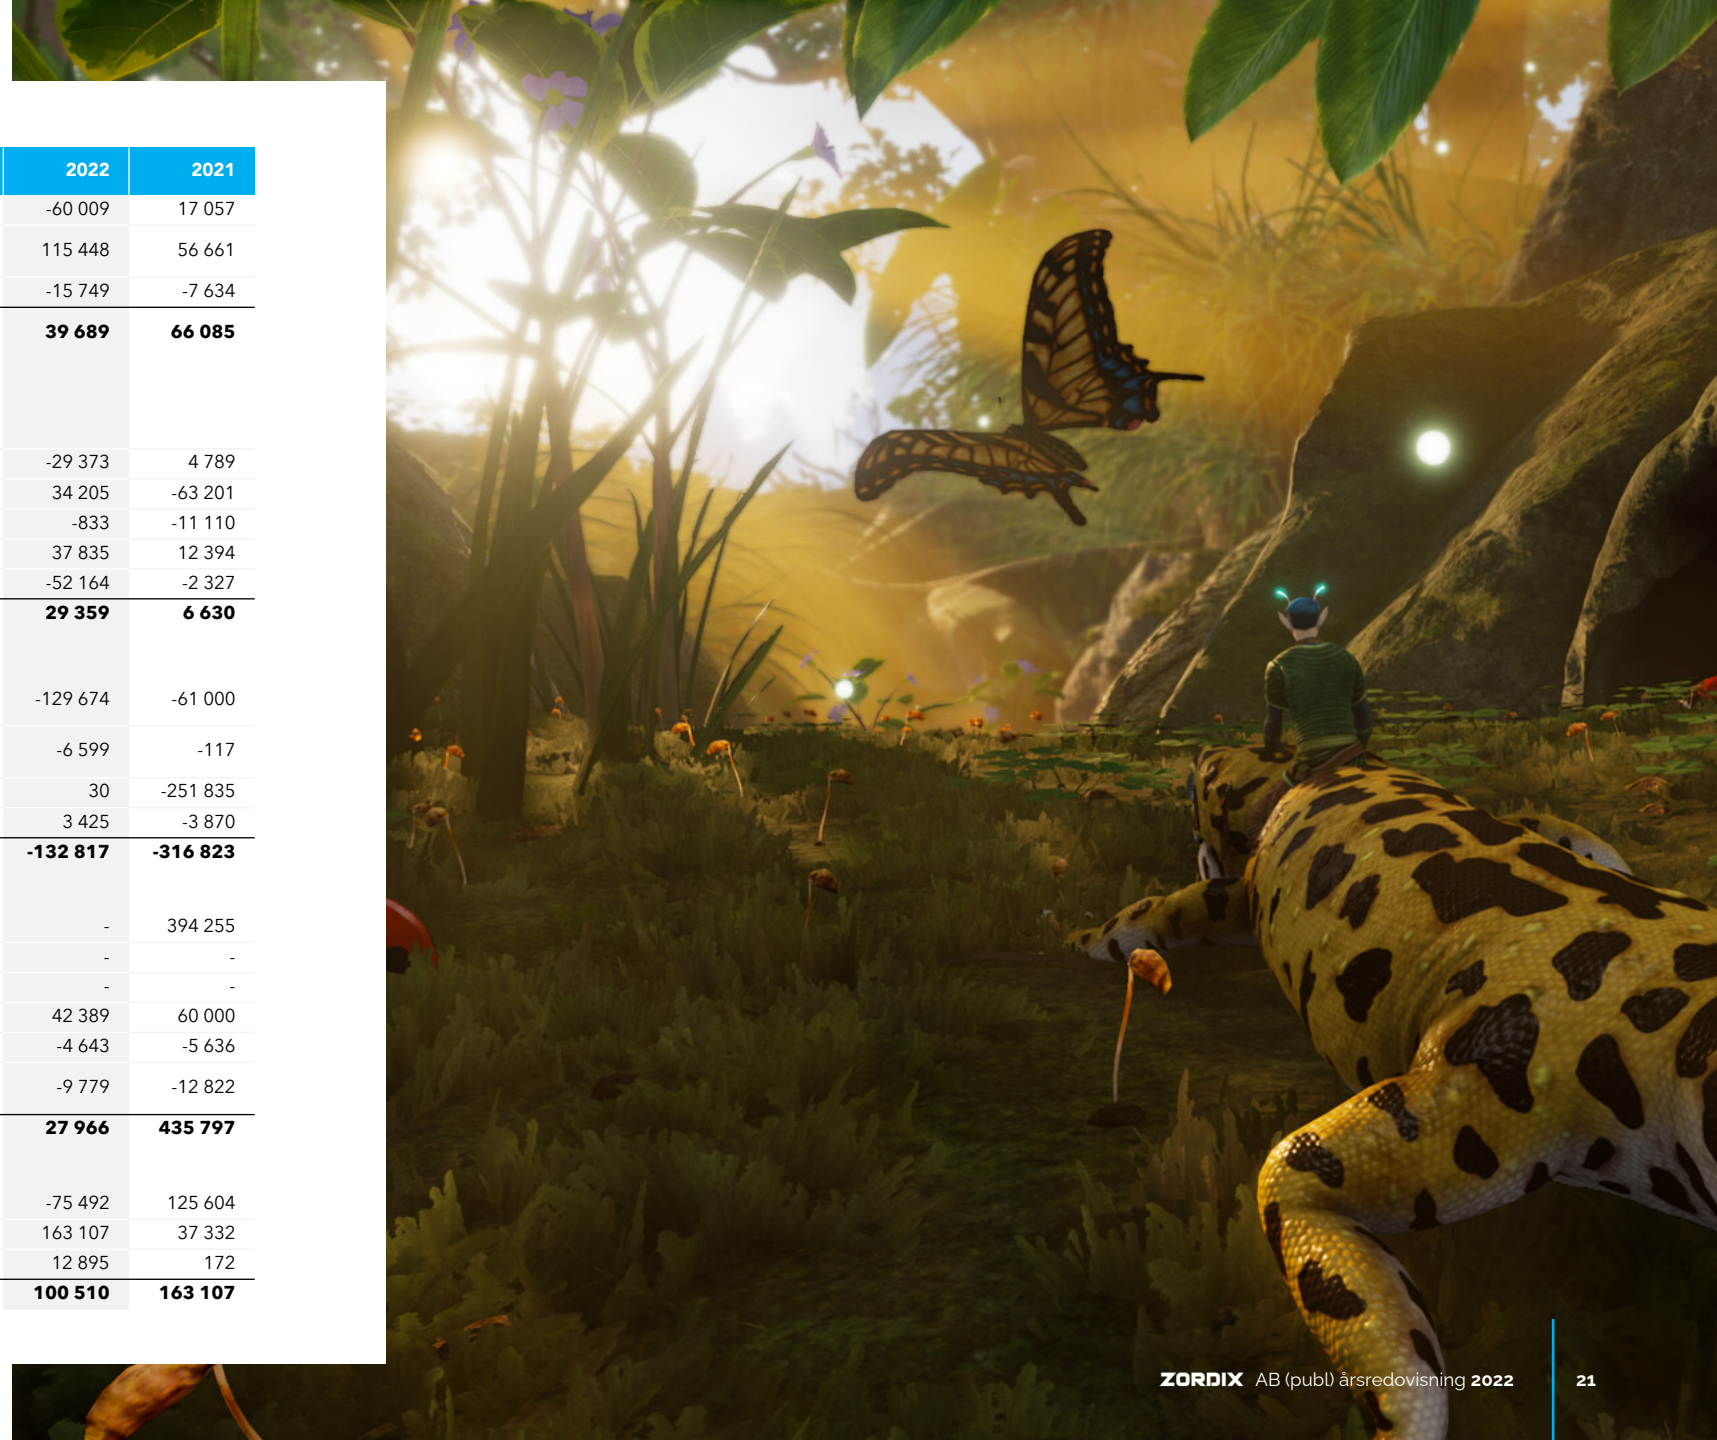 2022 2021
-60 009 17 057
115 448 56 661
-15 749 -7 634
39 689 66 085
-29 373 4 789
34 205 -63 201
-833 -11 110
37 835 12 394
-52 164 -2 327
29 359 6 630
-129 674 -61 000
-6 599 -117
30 -251 835
3 425 -3 870
-132 817 -316 823
- 394 255
- -
- -
42 389 60 000
-4 643 -5 636
-9 779 -12 822
27 966 435 797
-75 492 125 604
163 107 37 332
12 895 172
100 510 163 107
ZORDIX AB (publ) årsredovisning 2022 21